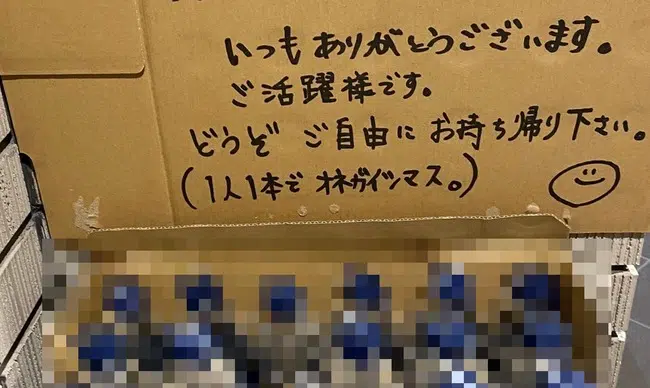 いつもありがとうございます。
ご活躍様です。
どうぞ ご自由に お持ち帰り下さい。
(1人1本で オネガイシマス。)